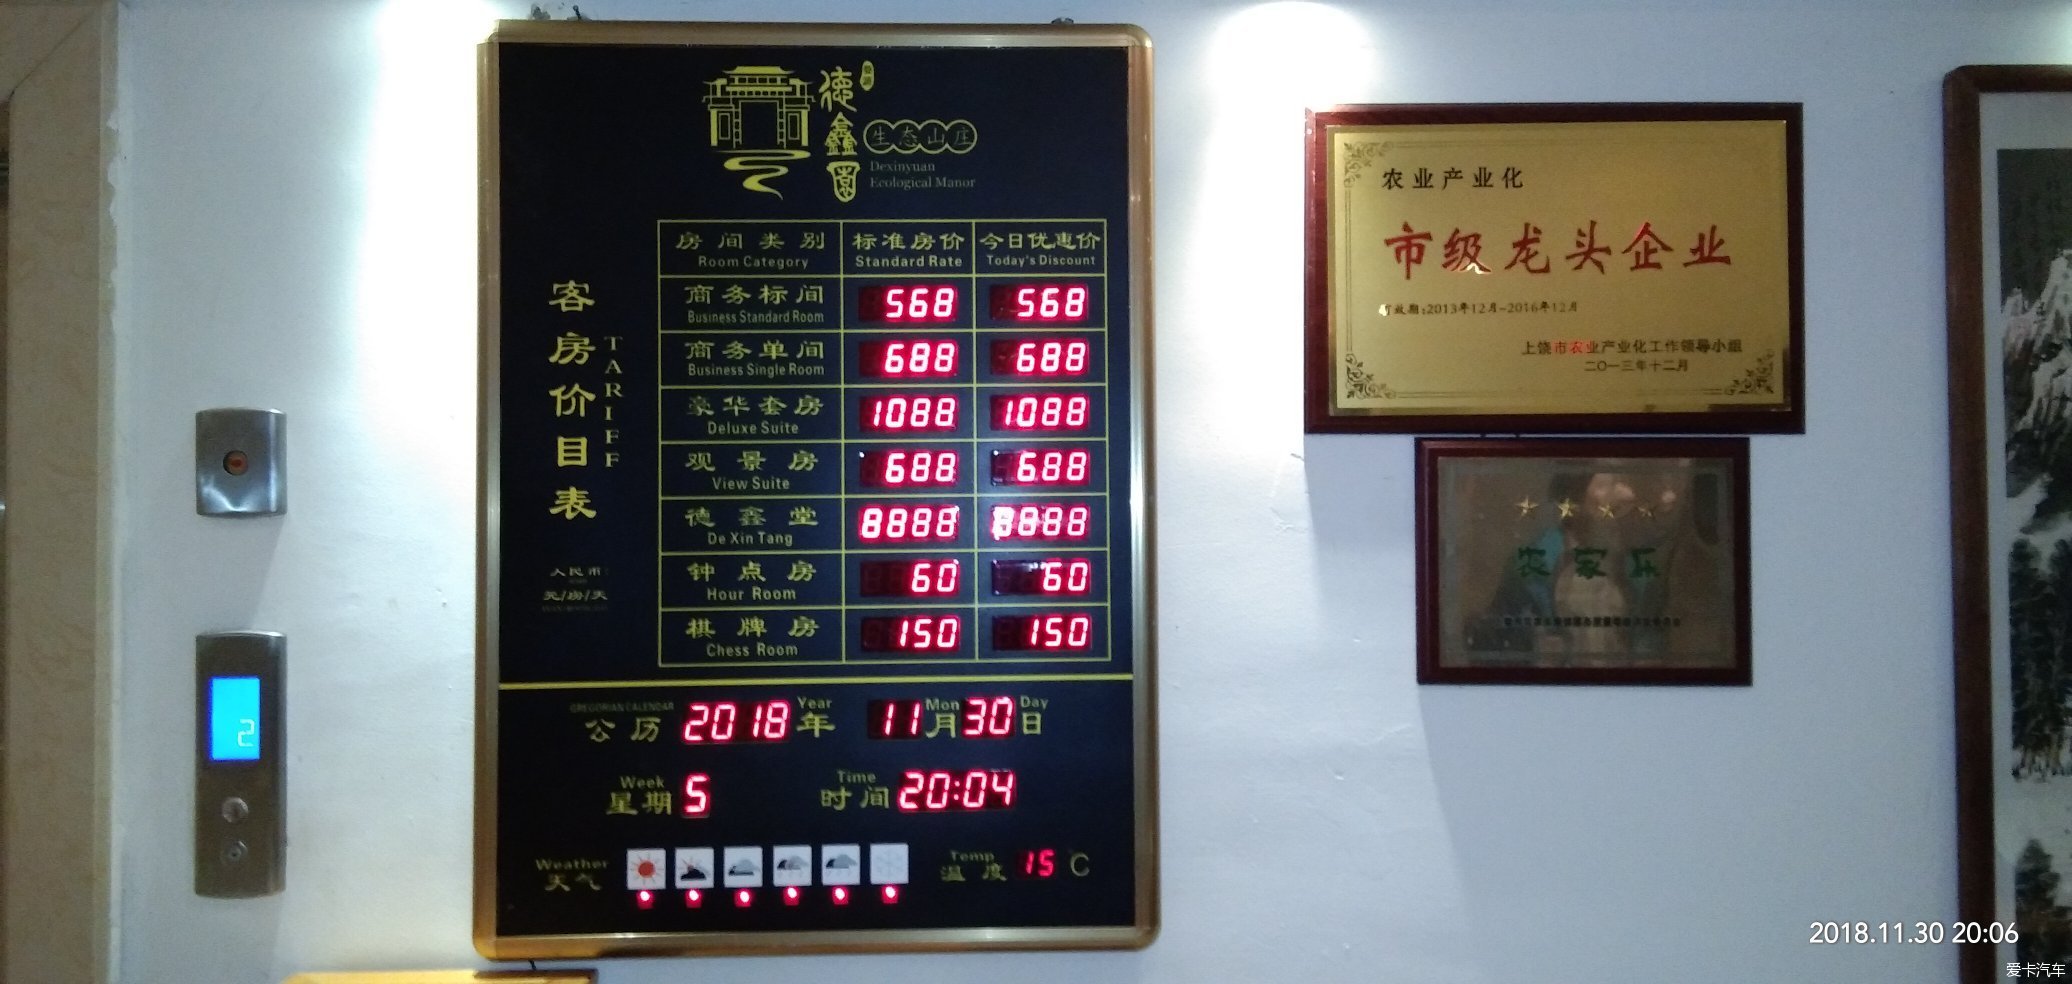 德鑫园
生态山庄
Dexinyuan
Ecological Manor
客房价目表
TARIFF
人民币
元/房/天
房间类别 标准房价 今日优惠价
Room Category Standard Rate Today's Discount
商务标间 568 568
Business Standard Room
商务单间 688 688
Business Single Room
豪华套房 1088 1088
Deluxe Suite
观景房 688 688
View Suite
德鑫堂 8888 8888
De Xin Tang
钟点房 60 60
Hour Room
棋牌房 150 150
Chess Room
GREGORIAN CALENDAR Year Mon Day
公历 2018 年 11 月 30 日
Week Time
星期 5 时间 20:04
Weather Temp
天气 温度 15 C
2
农业产业化
市级龙头企业
有效期:2013年12月-2016年12月
上饶市农业产业化工作领导小组
二〇一三年十二月
农家乐
2018.11.30 20:06
爱卡汽车